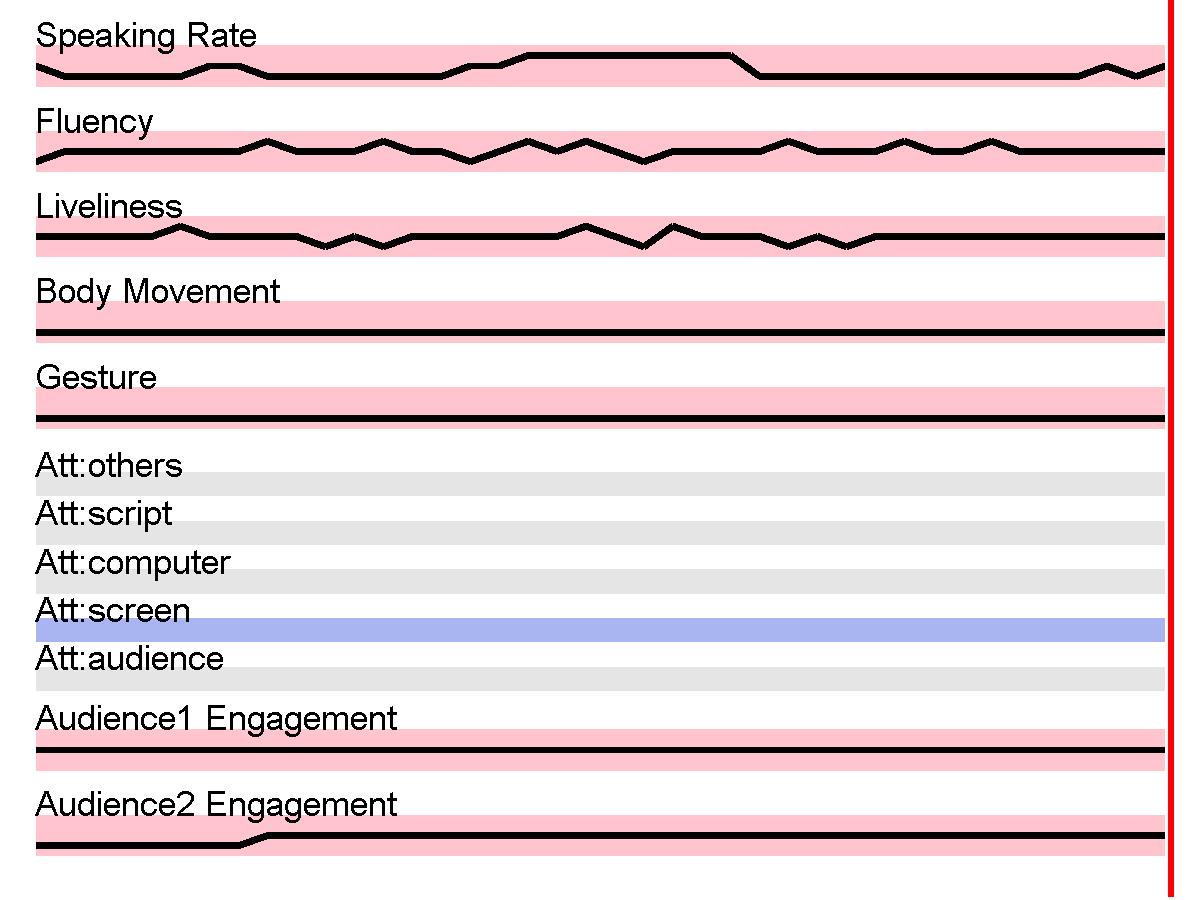 Speaking Rate
Fluency
Liveliness
Body Movement
Gesture
Att:others
Att:script
Att:computer
Att:screen
Att:audience
Audience1 Engagement
Audience2 Engagement